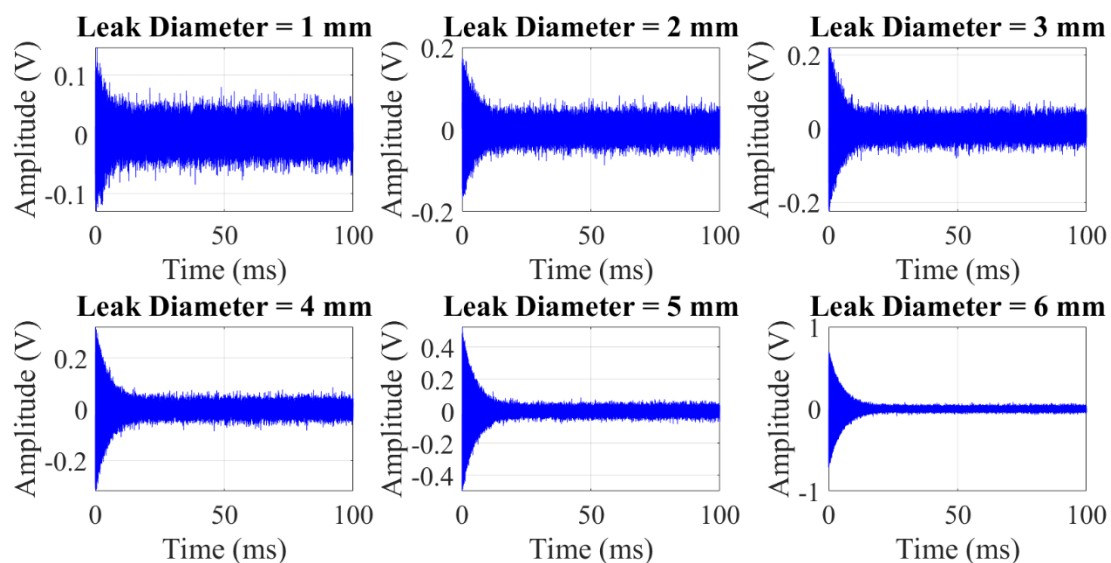 Leak Diameter = 1 mm
Amplitude (V)
0.1
0
-0.1
0
50
100
Time (ms)
Leak Diameter = 2 mm
Amplitude (V)
0.2
0
-0.2
0
50
100
Time (ms)
Leak Diameter = 3 mm
Amplitude (V)
0.2
0
-0.2
0
50
100
Time (ms)
Leak Diameter = 4 mm
Amplitude (V)
0.2
0
-0.2
0
50
100
Time (ms)
Leak Diameter = 5 mm
Amplitude (V)
0.4
0.2
0
-0.2
-0.4
0
50
100
Time (ms)
Leak Diameter = 6 mm
Amplitude (V)
1
0
-1
0
50
100
Time (ms)